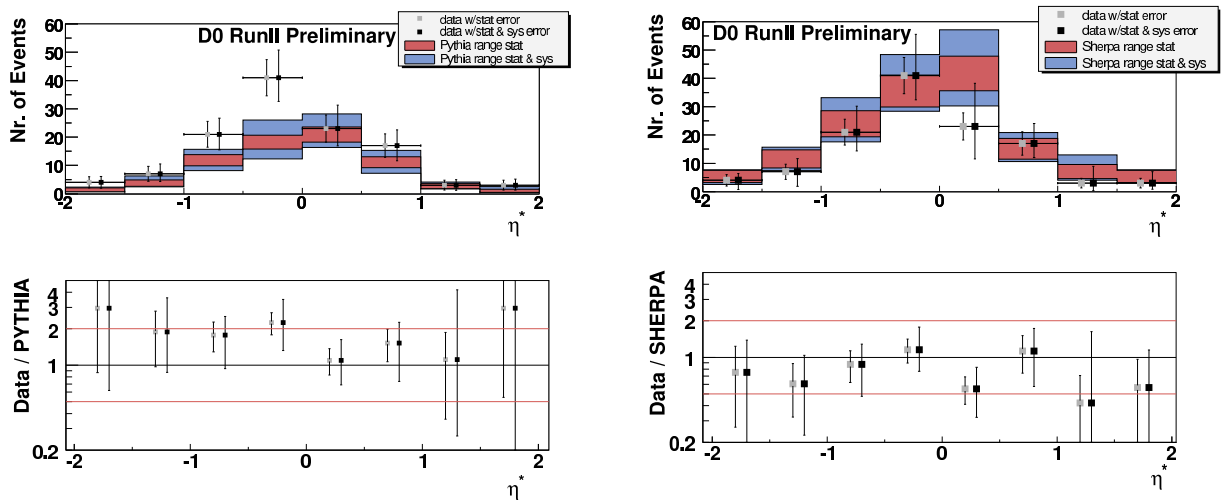 D0 RunII Preliminary
data w/stat error
data w/stat & sys error
Pythia range stat
Pythia range stat & sys
Nr. of Events
60
50
40
30
20
10
0
-2 -1 0 1 2
η*
D0 RunII Preliminary
data w/stat error
data w/stat & sys error
Sherpa range stat
Sherpa range stat & sys
Nr. of Events
60
50
40
30
20
10
0
-2 -1 0 1 2
η*
Data / PYTHIA
4
3
2
1
0.2
-2 -1 0 1 2
η*
Data / SHERPA
4
3
2
1
0.2
-2 -1 0 1 2
η*